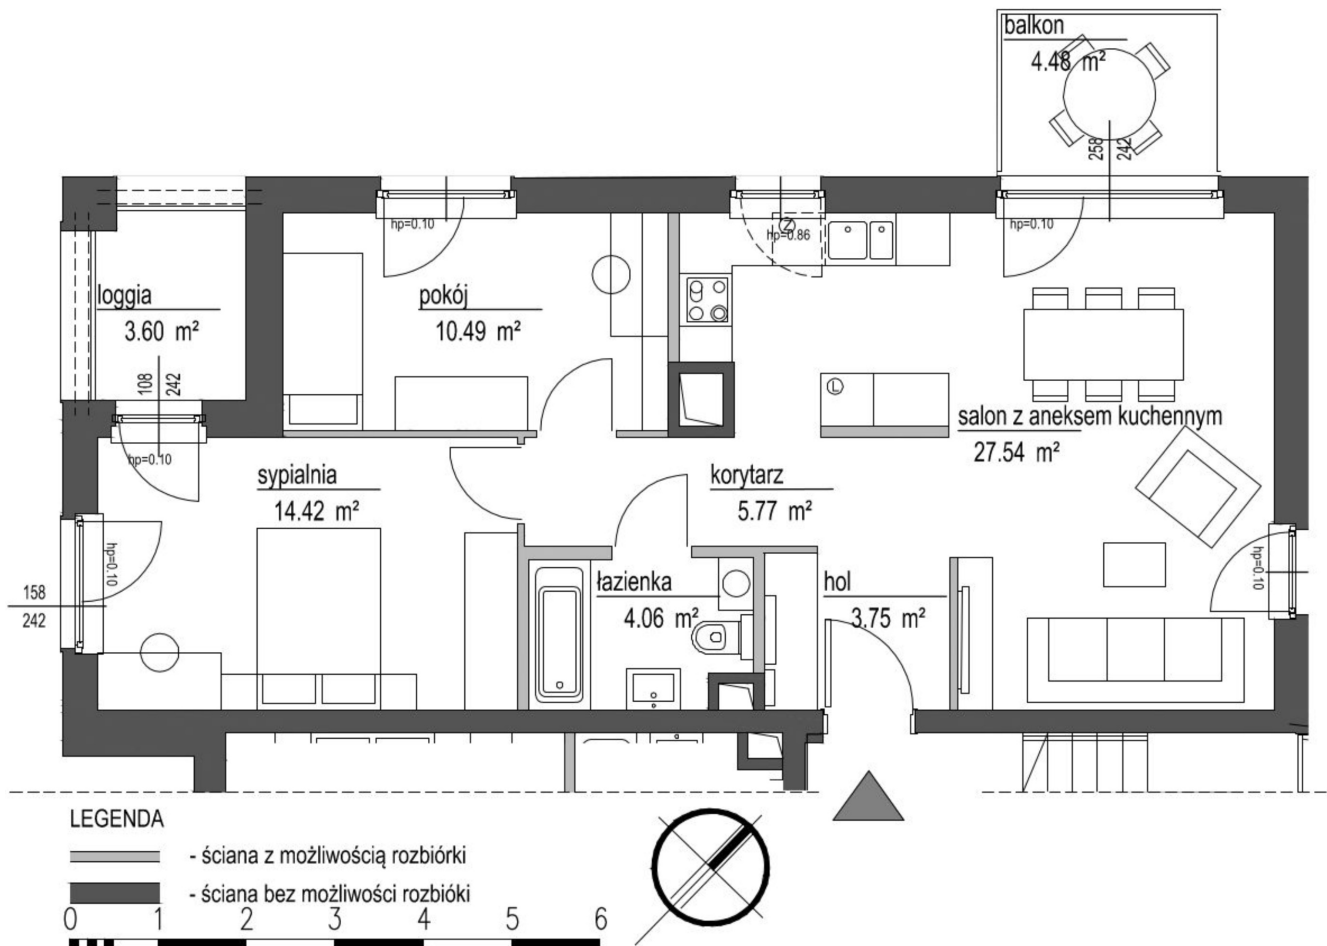 balkon
4.48 m²
258
242
hp=0.10
hp=0.86
Z
hp=0.10
loggia
3.60 m²
pokój
10.49 m²
108
242
L
salon z aneksem kuchennym
27.54 m²
hp=0.10
sypialnia
14.42 m²
korytarz
5.77 m²
hp=0.10
hp=0.10
158
242
łazienka
4.06 m²
hol
3.75 m²
LEGENDA
- ściana z możliwością rozbiórki
- ściana bez możliwości rozbióki
0 1 2 3 4 5 6